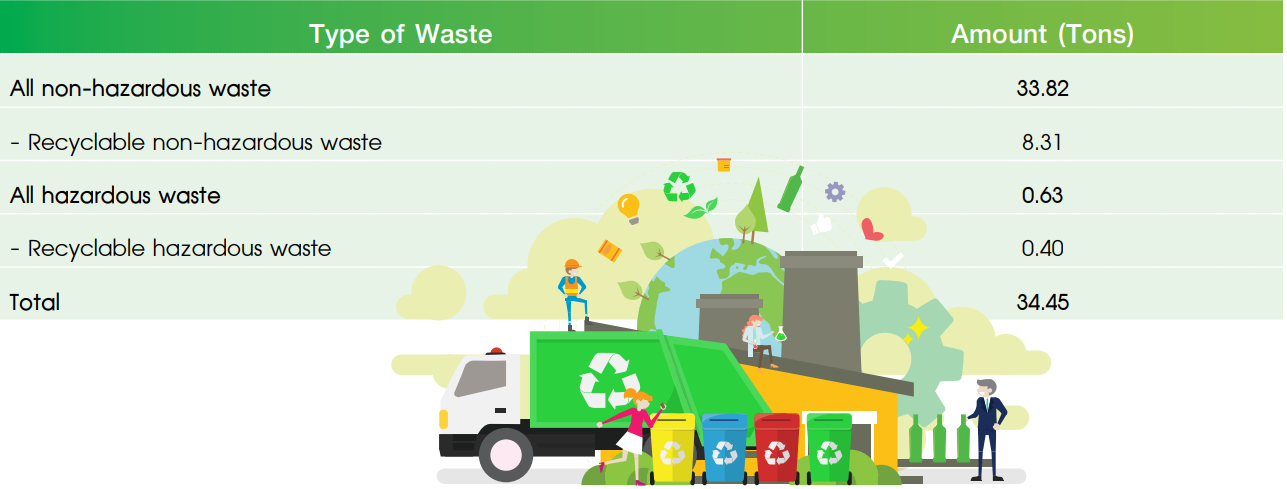 Type of Waste Amount (Tons)
All non-hazardous waste 33.82
- Recyclable non-hazardous waste 8.31
All hazardous waste 0.63
- Recyclable hazardous waste 0.40
Total 34.45